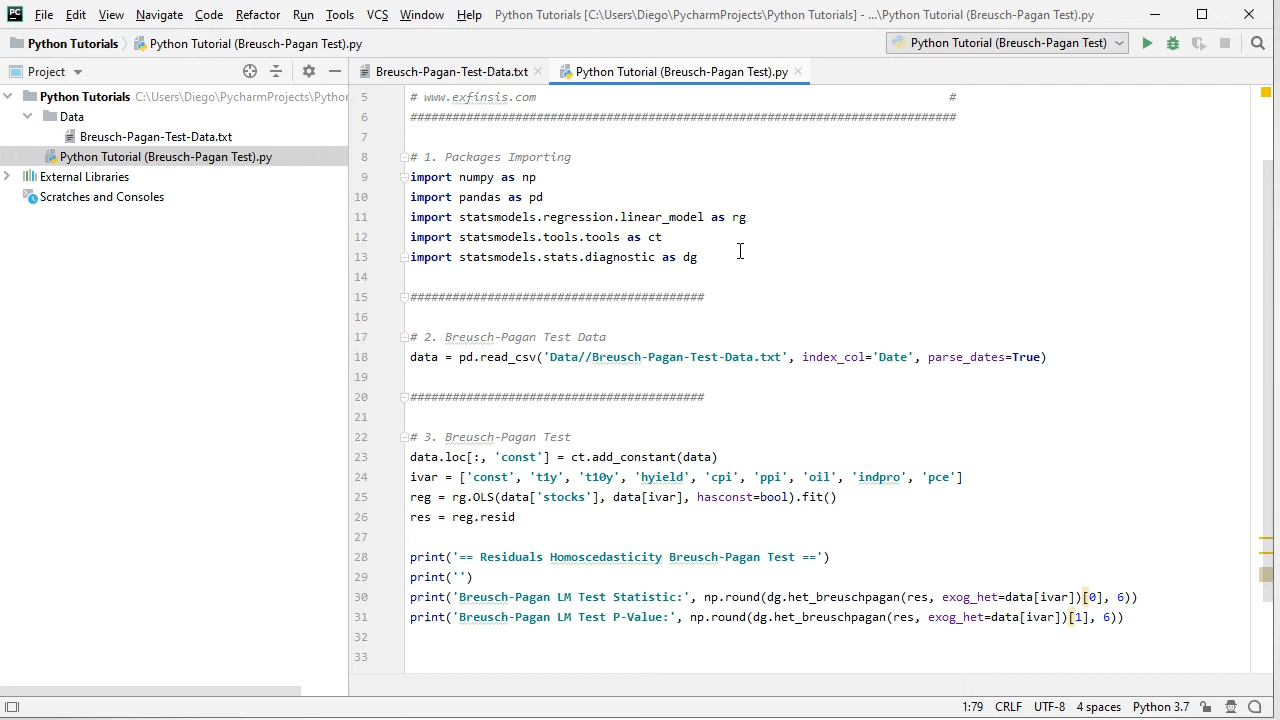 File Edit View Navigate Code Refactor Run Tools VCS Window Help Python Tutorials [C:\Users\Diego\PycharmProjects\Python Tutorials] - ...\Python Tutorial (Breusch-Pagan Test).py
Python Tutorials Python Tutorial (Breusch-Pagan Test).py Python Tutorial (Breusch-Pagan Test)
Project Breusch-Pagan-Test-Data.txt Python Tutorial (Breusch-Pagan Test).py
Python Tutorials C:\Users\Diego\PycharmProjects\Python
Data
Breusch-Pagan-Test-Data.txt
Python Tutorial (Breusch-Pagan Test).py
External Libraries
Scratches and Consoles
5 # www.exfinsis.com #
6 ##############################################################################
7
8 # 1. Packages Importing
9 import numpy as np
10 import pandas as pd
11 import statsmodels.regression.linear_model as rg
12 import statsmodels.tools.tools as ct
13 import statsmodels.stats.diagnostic as dg
14
15 ##########################################
16
17 # 2. Breusch-Pagan Test Data
18 data = pd.read_csv('Data//Breusch-Pagan-Test-Data.txt', index_col='Date', parse_dates=True)
19
20 ##########################################
21
22 # 3. Breusch-Pagan Test
23 data.loc[:, 'const'] = ct.add_constant(data)
24 ivar = ['const', 't1y', 't10y', 'hyield', 'cpi', 'ppi', 'oil', 'indpro', 'pce']
25 reg = rg.OLS(data['stocks'], data[ivar], hasconst=bool).fit()
26 res = reg.resid
27
28 print('== Residuals Homoscedasticity Breusch-Pagan Test ==')
29 print('')
30 print('Breusch-Pagan LM Test Statistic:', np.round(dg.het_breuschpagan(res, exog_het=data[ivar])[0], 6))
31 print('Breusch-Pagan LM Test P-Value:', np.round(dg.het_breuschpagan(res, exog_het=data[ivar])[1], 6))
32
33
1:79 CRLF UTF-8 4 spaces Python 3.7